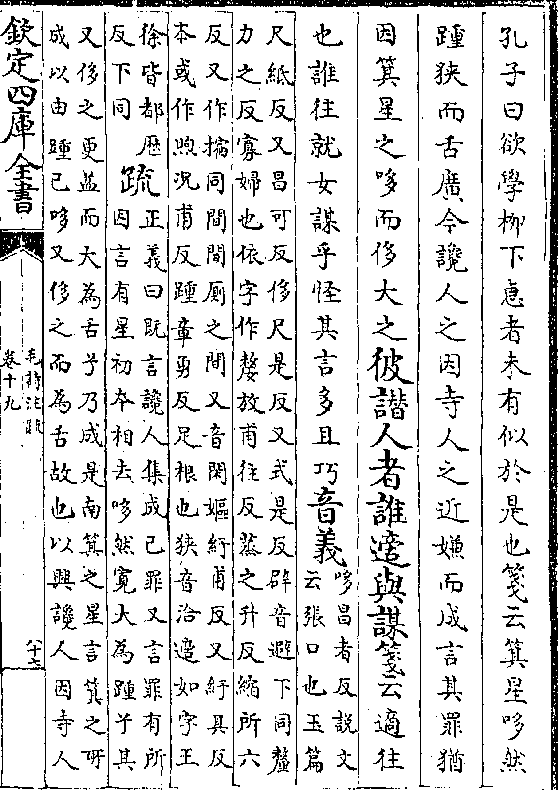 孔子曰欲學柳下惠者未有似於是也箋云箕星哆然
踵狹而舌廣今讒人之因寺人之近嫌而成言其罪猶
因箕星之哆而侈大之彼譖人者誰適與謀箋云適往
也誰往就女謀乎怪其言多且巧音義哆昌者反說文
云張口也玉篇
尺紙反又昌可反侈尺是反又式是反辟音避下同釐
力之反寡婦也依字作嫠放甫往反蒸之升反縮所六
反又作摍同間間厠之間又音閑嫗紆甫反又紆具反
本或作煦况甫反踵章勇反足根也狹音洽適如字王
徐皆都歷
反下同疏正義曰既言讒人集成己罪又言罪有所
因言有星初本相去哆然寛大為踵乎其
又侈之更益而大為舌乎乃成是南箕之星言箕之所
成以由踵已哆又侈之而為舌故也以興讒人因寺人
欽定四庫全書
毛詩注疏
卷十九